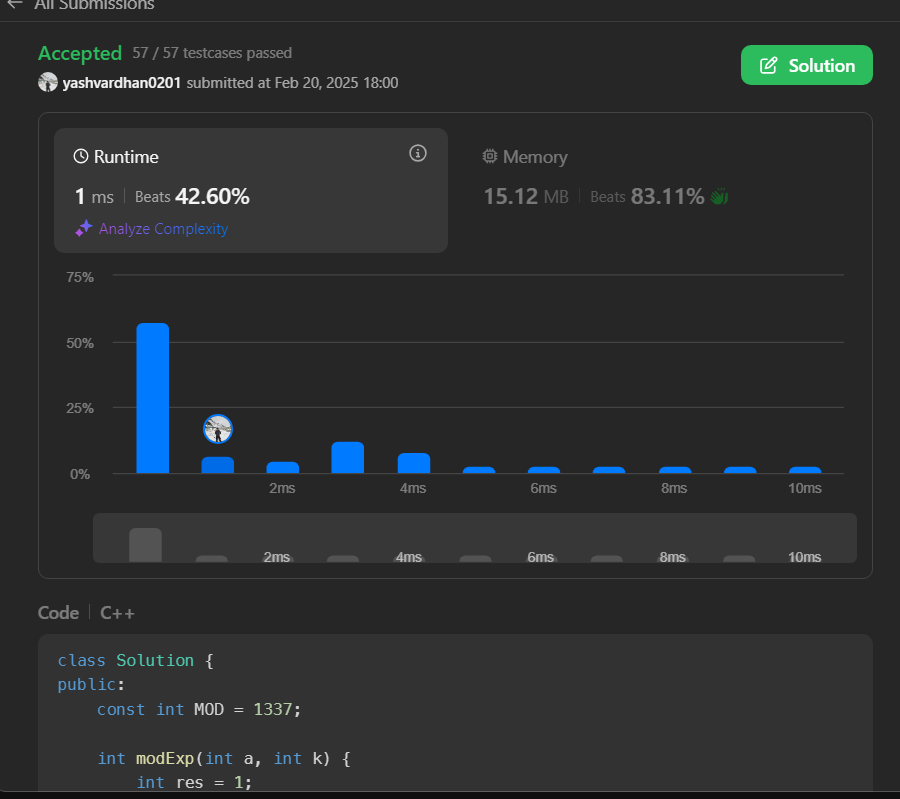 ← All Submissions
Accepted 57 / 57 testcases passed
yashvardhan0201 submitted at Feb 20, 2025 18:00
Solution
Runtime
1 ms | Beats 42.60%
Analyze Complexity
Memory
15.12 MB | Beats 83.11%
75%
50%
25%
0%
2ms 4ms 6ms 8ms 10ms
2ms 4ms 6ms 8ms 10ms
Code | C++
class Solution {
public:
    const int MOD = 1337;
    int modExp(int a, int k) {
        int res = 1;